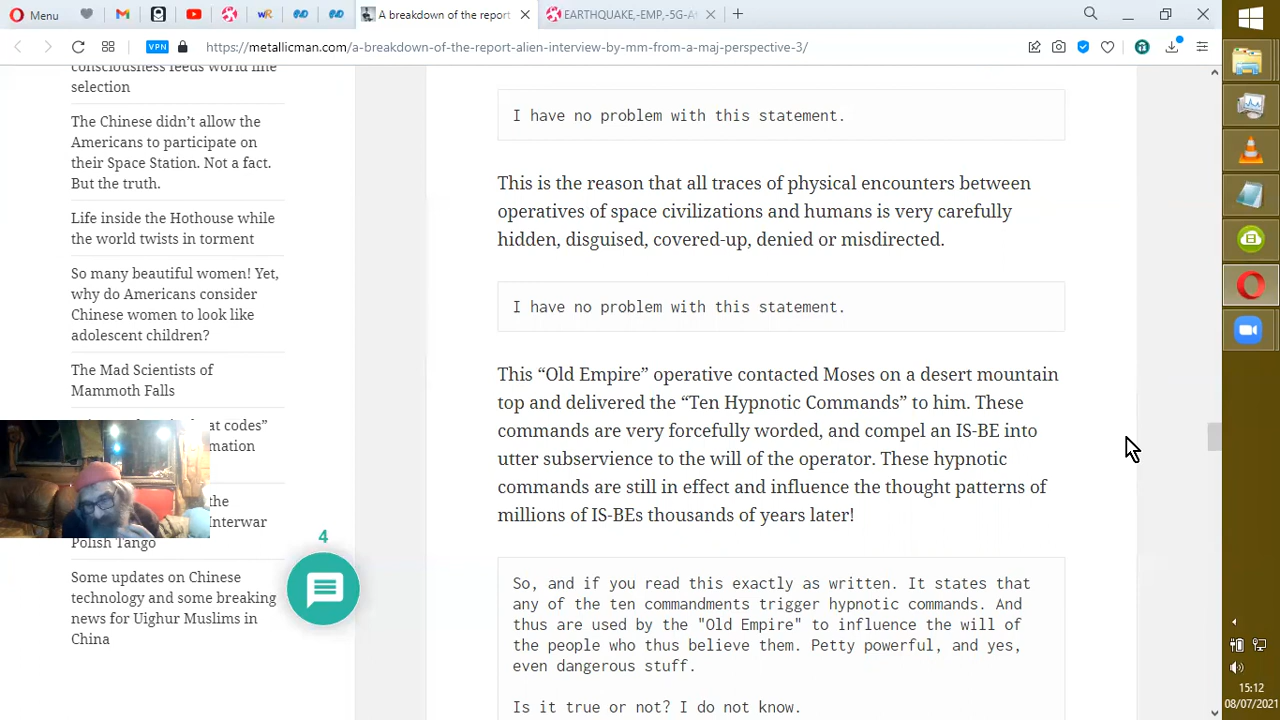 Menu
A breakdown of the report
EARTHQUAKE,-EMP,-5G-A
VPN
https://metallicman.com/a-breakdown-of-the-report-alien-interview-by-mm-from-a-maj-perspective-3/
consciousness feeds world line
selection
The Chinese didn’t allow the
Americans to participate on
their Space Station. Not a fact.
But the truth.
Life inside the Hothouse while
the world twists in torment
So many beautiful women! Yet,
why do Americans consider
Chinese women to look like
adolescent children?
The Mad Scientists of
Mammoth Falls
at codes”
mation
the
Interwar
Polish Tango
Some updates on Chinese
technology and some breaking
news for Uighur Muslims in
China
4
I have no problem with this statement.
This is the reason that all traces of physical encounters between
operatives of space civilizations and humans is very carefully
hidden, disguised, covered-up, denied or misdirected.
I have no problem with this statement.
This “Old Empire” operative contacted Moses on a desert mountain
top and delivered the “Ten Hypnotic Commands” to him. These
commands are very forcefully worded, and compel an IS-BE into
utter subservience to the will of the operator. These hypnotic
commands are still in effect and influence the thought patterns of
millions of IS-BEs thousands of years later!
So, and if you read this exactly as written. It states that
any of the ten commandments trigger hypnotic commands. And
thus are used by the "Old Empire" to influence the will of
the people who thus believe them. Petty powerful, and yes,
even dangerous stuff.
Is it true or not? I do not know.
15:12
08/07/2021